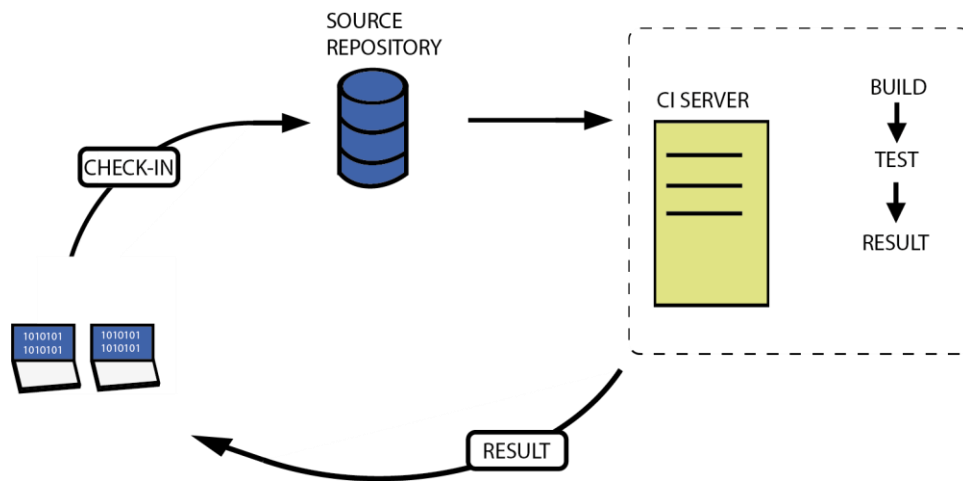 SOURCE
REPOSITORY
CHECK-IN
CI SERVER
BUILD
TEST
RESULT
1010101
1010101
1010101
1010101
RESULT